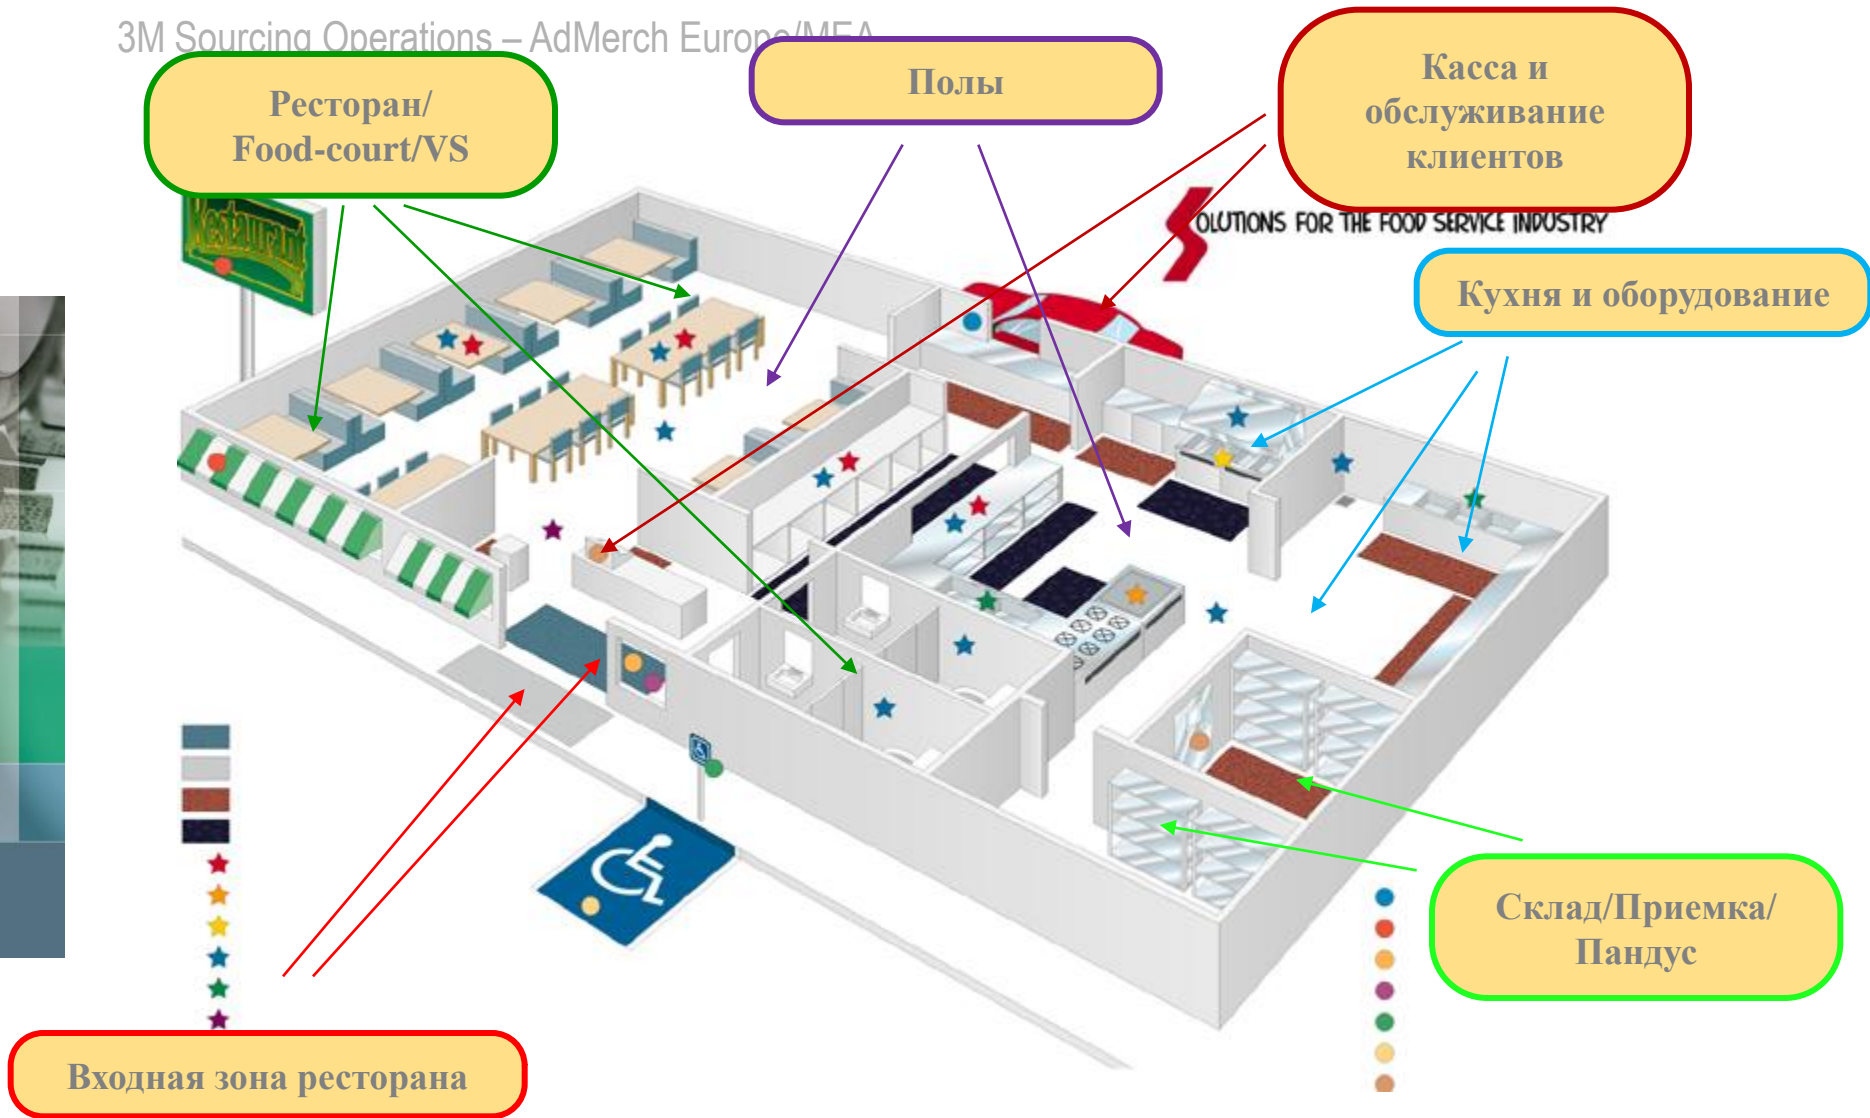 3M Sourcing Operations – AdMerch Europe/MEA
Ресторан/
Food-court/VS
Полы
Касса и
обслуживание
клиентов
Restaurant
SOLUTIONS FOR THE FOOD SERVICE INDUSTRY
Кухня и оборудование
Склад/Приемка/
Пандус
Входная зона ресторана